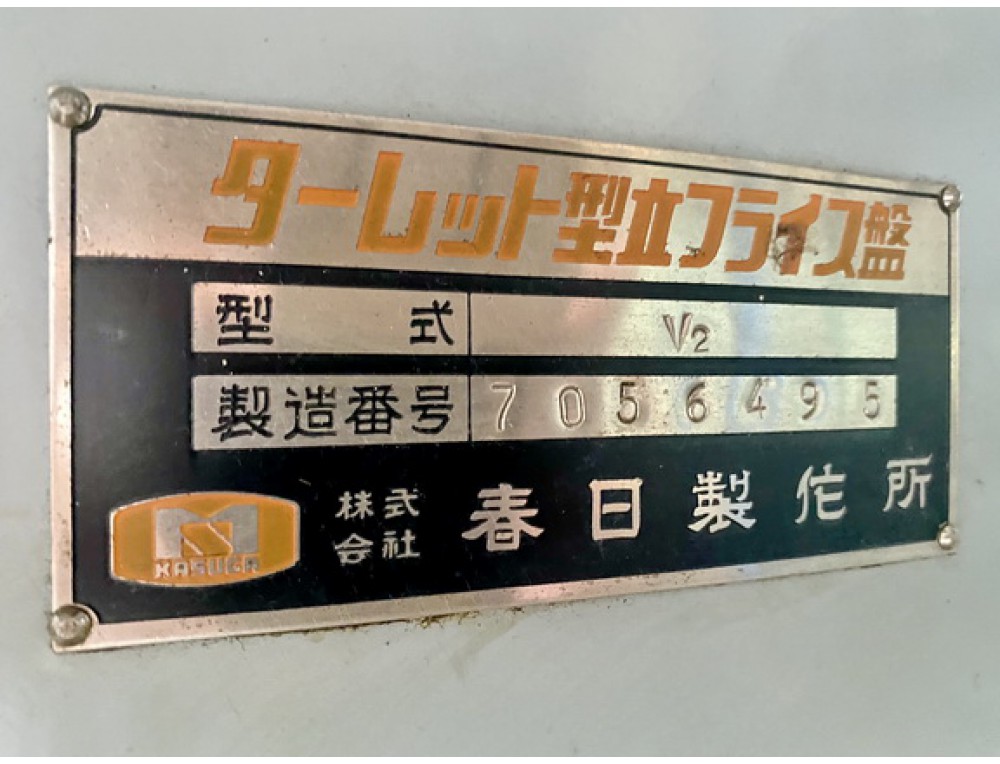 ターレット型立フライス盤
型式 V2
製造番号 7056495
KASUGA
株式会社 春日製作所